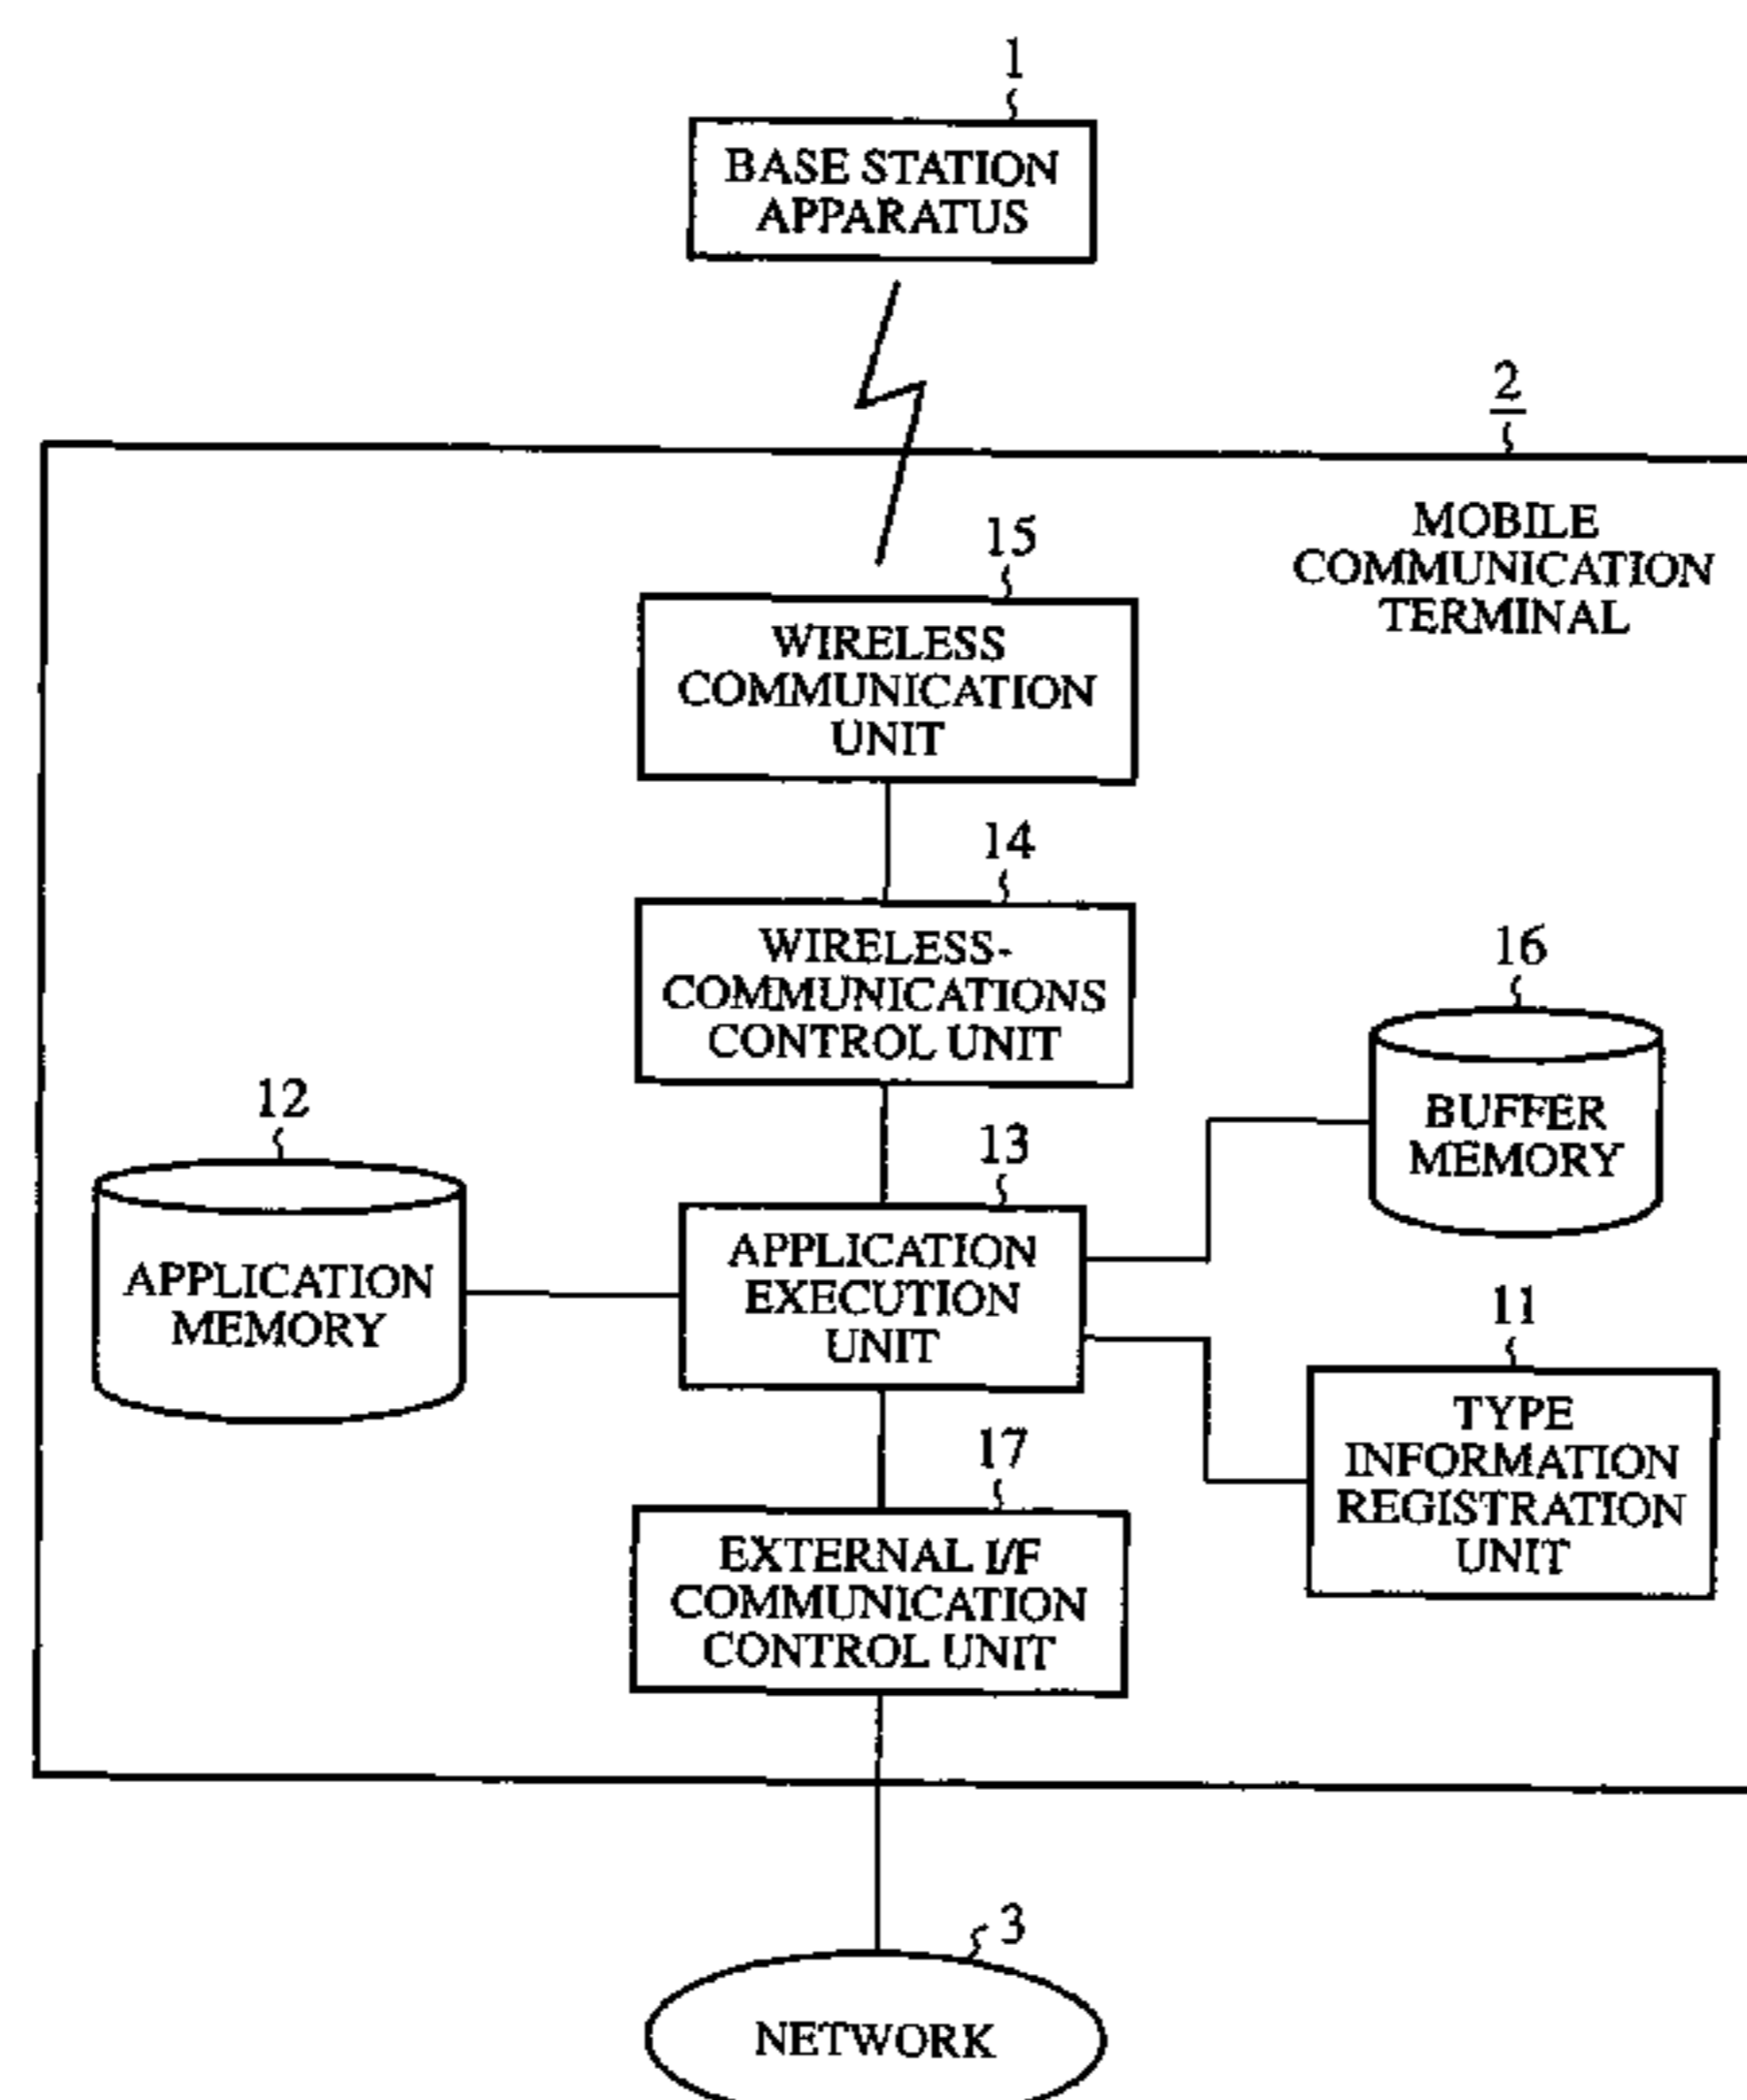 1
BASE STATION
APPARATUS
2
MOBILE
COMMUNICATION
TERMINAL
15
WIRELESS
COMMUNICATION
UNIT
14
WIRELESS-
COMMUNICATIONS
CONTROL UNIT
16
BUFFER
MEMORY
12
APPLICATION
MEMORY
13
APPLICATION
EXECUTION
UNIT
11
TYPE
INFORMATION
REGISTRATION
UNIT
17
EXTERNAL I/F
COMMUNICATION
CONTROL UNIT
3
NETWORK